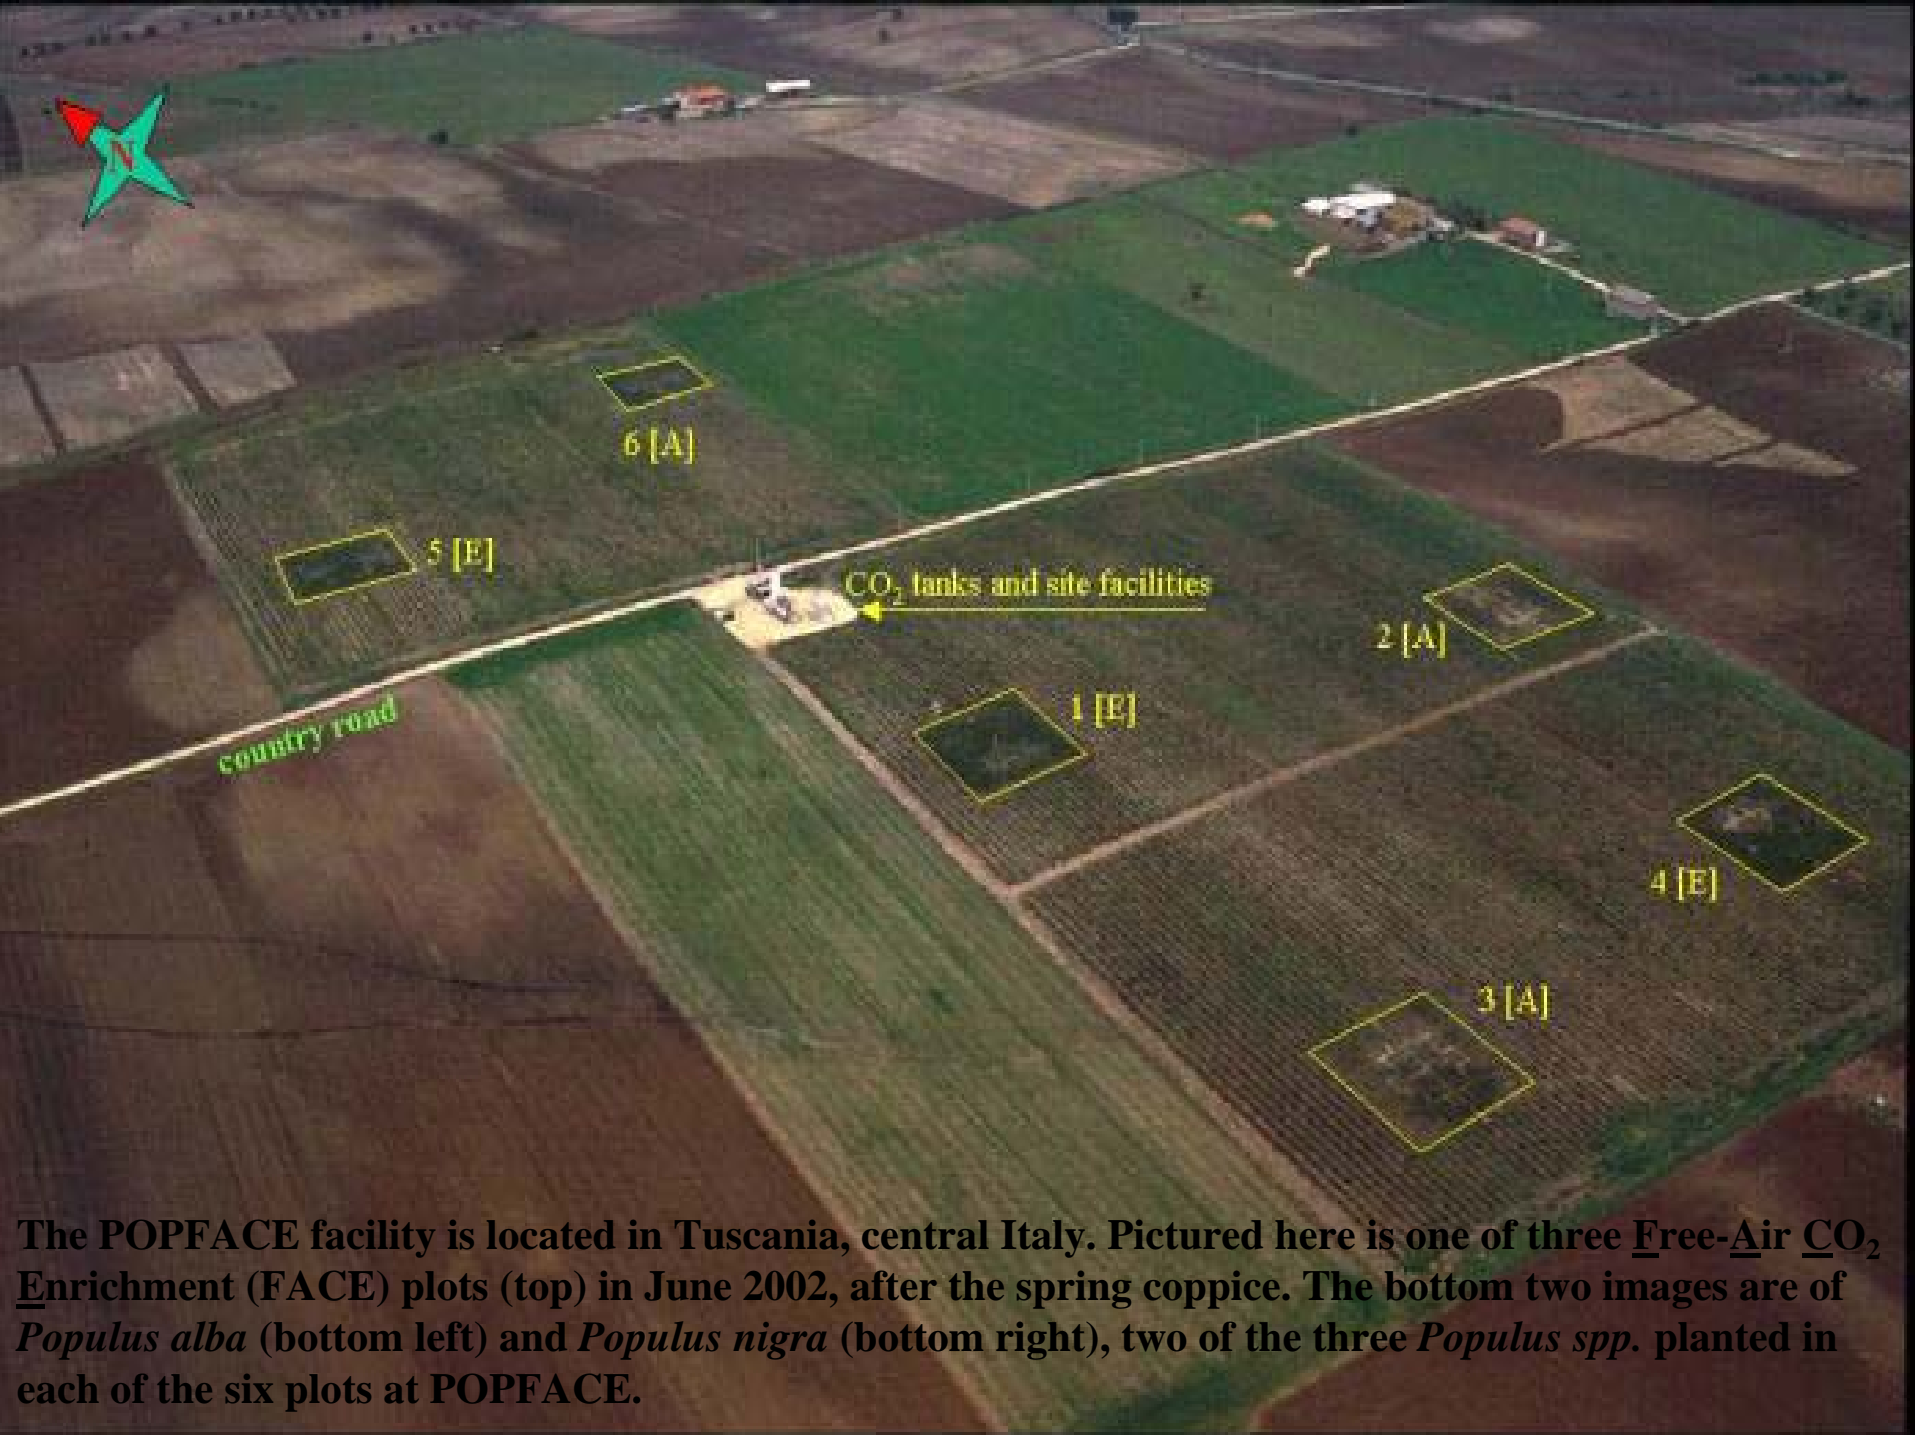 N
6 [A]
5 [E]
CO₂ tanks and site facilities
2 [A]
1 [E]
country road
4 [E]
3 [A]
The POPFACE facility is located in Tuscania, central Italy. Pictured here is one of three Free-Air CO₂
Enrichment (FACE) plots (top) in June 2002, after the spring coppice. The bottom two images are of
Populus alba (bottom left) and Populus nigra (bottom right), two of the three Populus spp. planted in
each of the six plots at POPFACE.